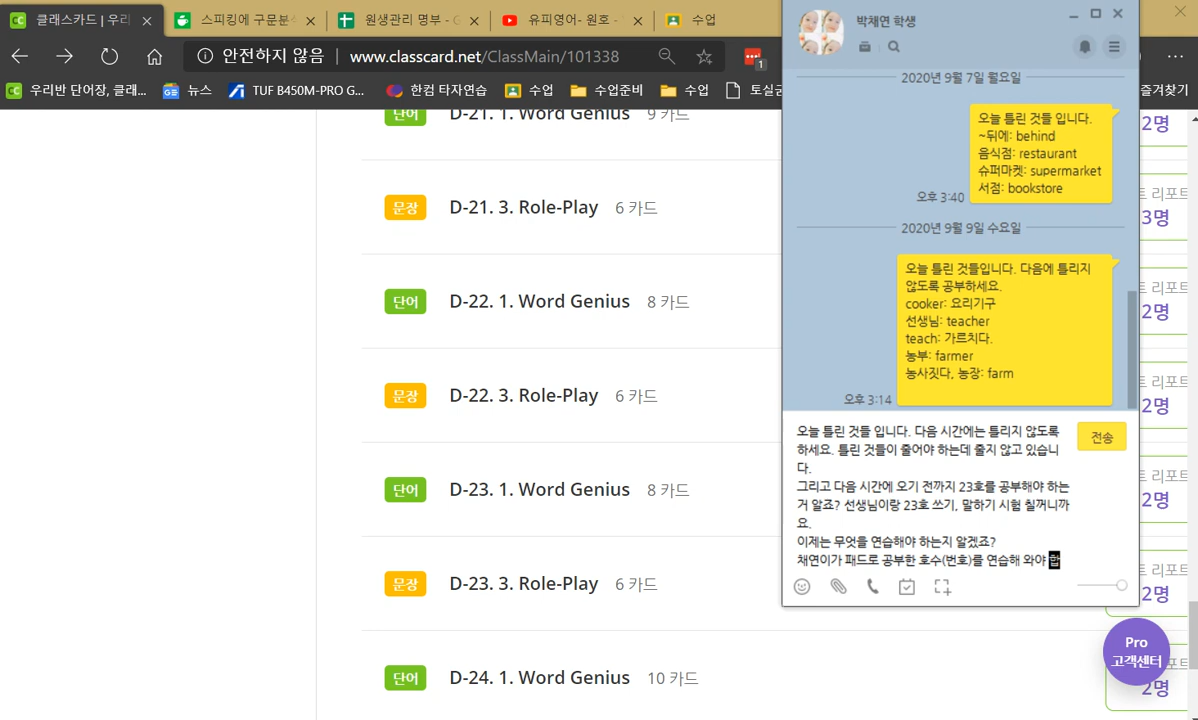 클래스카드 | 우리
스피킹에 구문분
원생관리 명부 - G
유피영어- 원호 -
수업
안전하지 않음
www.classcard.net/ClassMain/101338
1
우리반 단어장, 클래...
뉴스
TUF B450M-PRO G...
한컴 타자연습
수업
수업준비
수업
즐겨찾기
단어 D-21. 1. Word Genius 9 카드
문장 D-21. 3. Role-Play 6 카드
단어 D-22. 1. Word Genius 8 카드
문장 D-22. 3. Role-Play 6 카드
단어 D-23. 1. Word Genius 8 카드
문장 D-23. 3. Role-Play 6 카드
단어 D-24. 1. Word Genius 10 카드
박채연 학생
2020년 9월 7일 월요일
오늘 틀린 것들 입니다.
~뒤에: behind
음식점: restaurant
슈퍼마켓: supermarket
서점: bookstore
오후 3:40
2020년 9월 9일 수요일
오늘 틀린 것들입니다. 다음에 틀리지
않도록 공부하세요.
cooker: 요리기구
선생님: teacher
teach: 가르치다.
농부: farmer
농사짓다, 농장: farm
오후 3:14
오늘 틀린 것들 입니다. 다음 시간에는 틀리지 않도록
하세요. 틀린 것들이 줄어야 하는데 줄지 않고 있습니
다.
그리고 다음 시간에 오기 전까지 23호를 공부해야 하는
거 알죠? 선생님이랑 23호 쓰기, 말하기 시험 칠꺼니까
요.
이제는 무엇을 연습해야 하는지 알겠죠?
채연이가 패드로 공부한 호수(번호)를 연습해 와야 합
전송
2명
리포트
3명
리포트
2명
리포트
2명
리포트
2명
리포트
2명
Pro
고객센터
2명